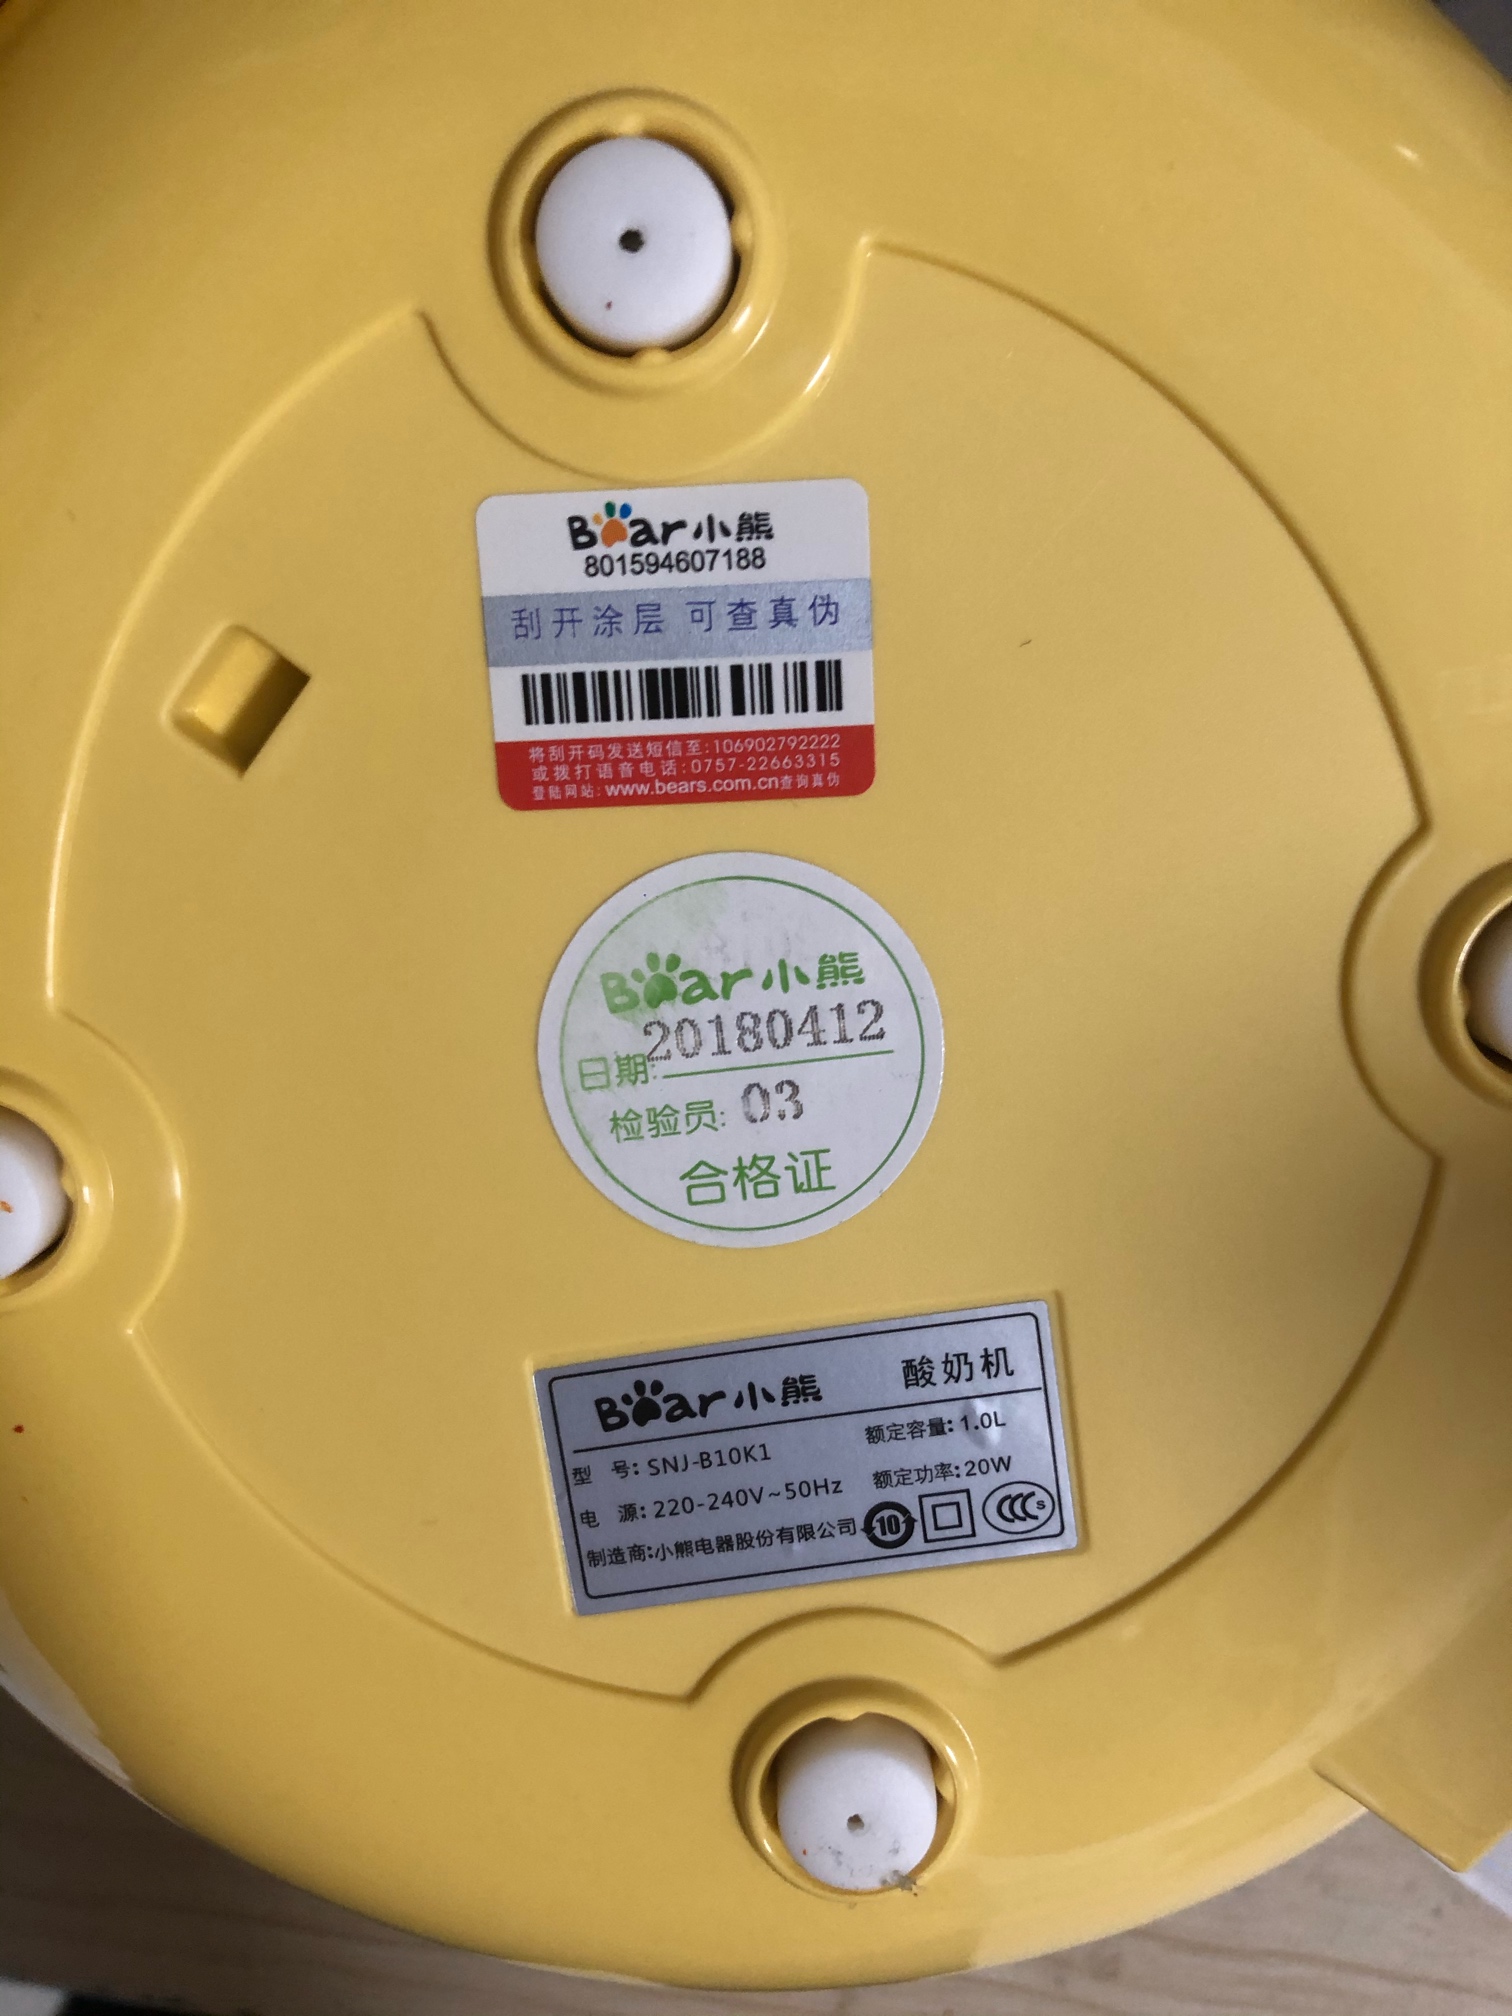 Bear小熊
801594607188
刮开涂层 可查真伪
将刮开码发送短信至:106902792222
或拨打语音电话:0757-22663315
登陆网站:www.bears.com.cn查询真伪
Bear小熊
日期:20180412
检验员:03
合格证
Bear小熊 酸奶机
型 号:SNJ-B10K1 额定容量:1.0L
电 源:220-240V~50Hz 额定功率:20W
制造商:小熊电器股份有限公司 10 CCC S